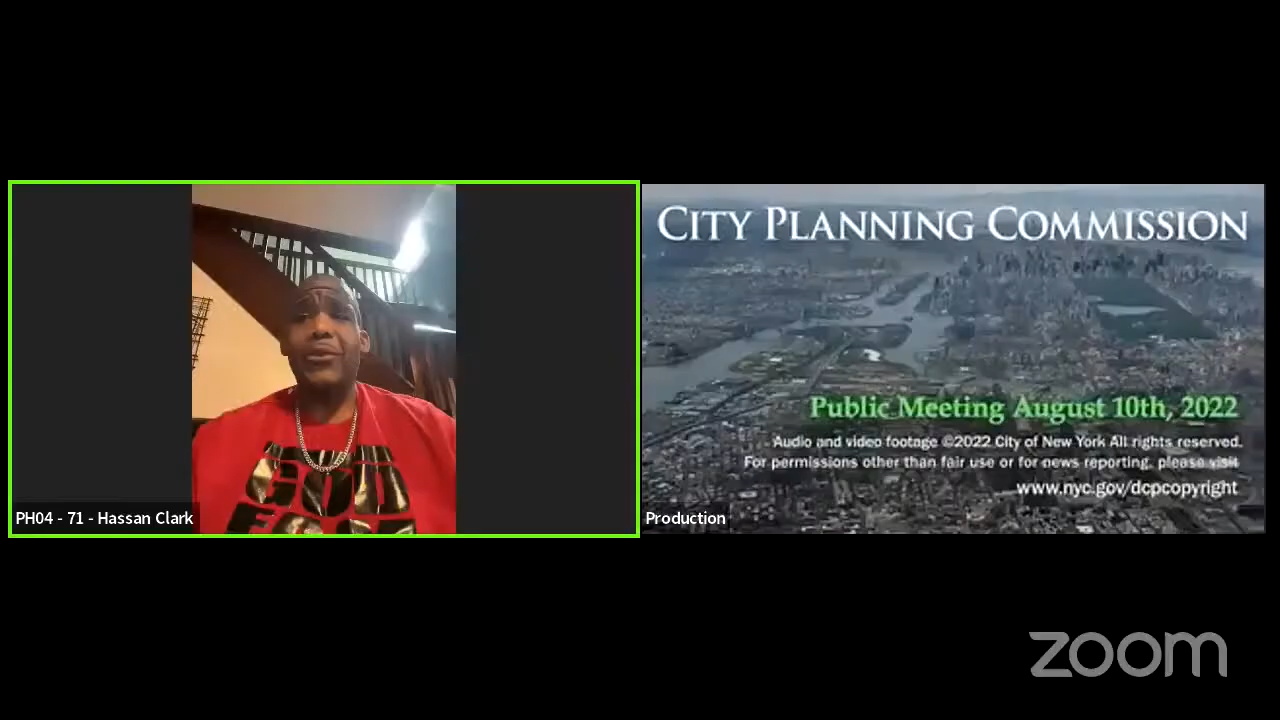 CITY PLANNING COMMISSION
Public Meeting August 10th, 2022
Audio and video footage ©2022 City of New York All rights reserved.
For permissions other than fair use or for news reporting, please visit
www.nyc.gov/dcpcopyright
GOD
PH04 - 71 - Hassan Clark
Production
zoom